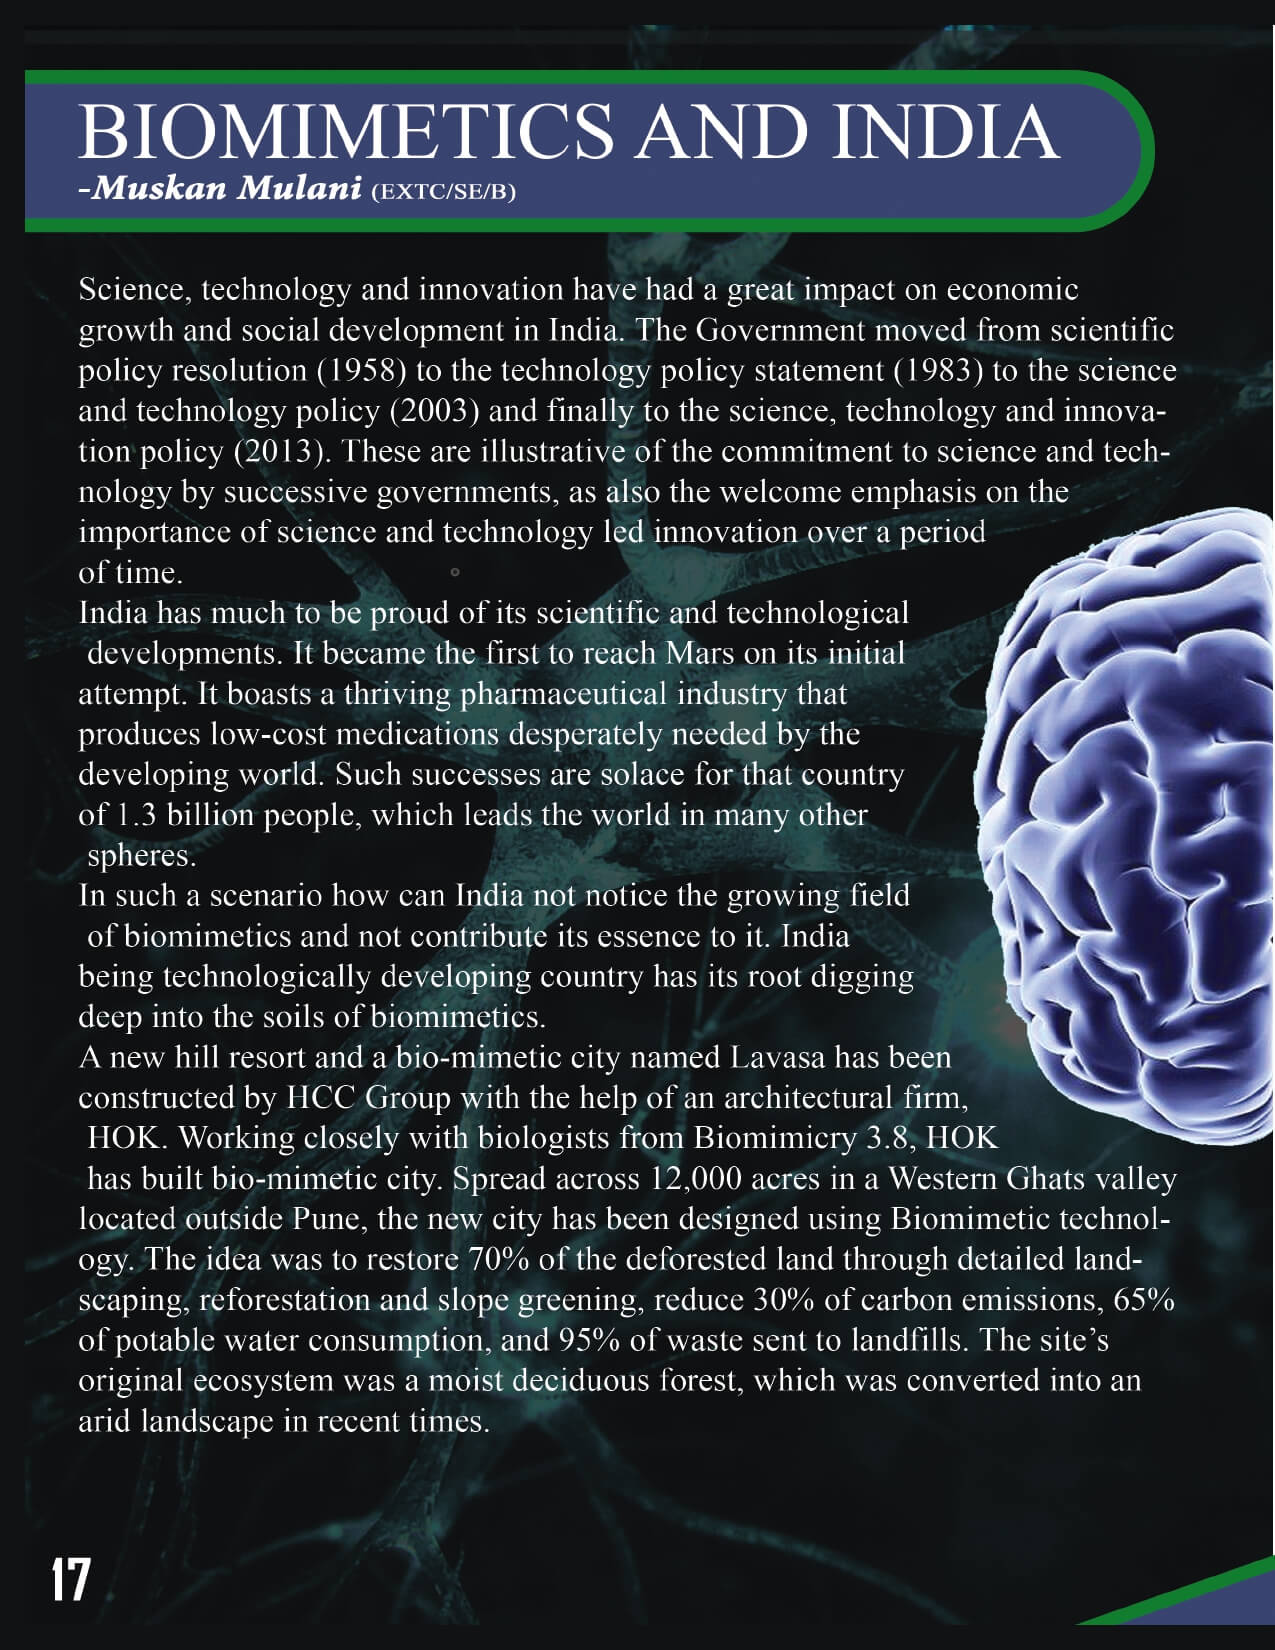 BIOMIMETICS AND INDIA
-Muskan Mulani (EXTC/SE/B)
Science, technology and innovation have had a great impact on economic
growth and social development in India. The Government moved from scientific
policy resolution (1958) to the technology policy statement (1983) to the science
and technology policy (2003) and finally to the science, technology and innova-
tion policy (2013). These are illustrative of the commitment to science and tech-
nology by successive governments, as also the welcome emphasis on the
importance of science and technology led innovation over a period
of time.
India has much to be proud of its scientific and technological
developments. It became the first to reach Mars on its initial
attempt. It boasts a thriving pharmaceutical industry that
produces low-cost medications desperately needed by the
developing world. Such successes are solace for that country
of 1.3 billion people, which leads the world in many other
spheres.
In such a scenario how can India not notice the growing field
of biomimetics and not contribute its essence to it. India
being technologically developing country has its root digging
deep into the soils of biomimetics.
A new hill resort and a bio-mimetic city named Lavasa has been
constructed by HCC Group with the help of an architectural firm,
HOK. Working closely with biologists from Biomimicry 3.8, HOK
has built bio-mimetic city. Spread across 12,000 acres in a Western Ghats valley
located outside Pune, the new city has been designed using Biomimetic technol-
ogy. The idea was to restore 70% of the deforested land through detailed land-
scaping, reforestation and slope greening, reduce 30% of carbon emissions, 65%
of potable water consumption, and 95% of waste sent to landfills. The site’s
original ecosystem was a moist deciduous forest, which was converted into an
arid landscape in recent times.
17